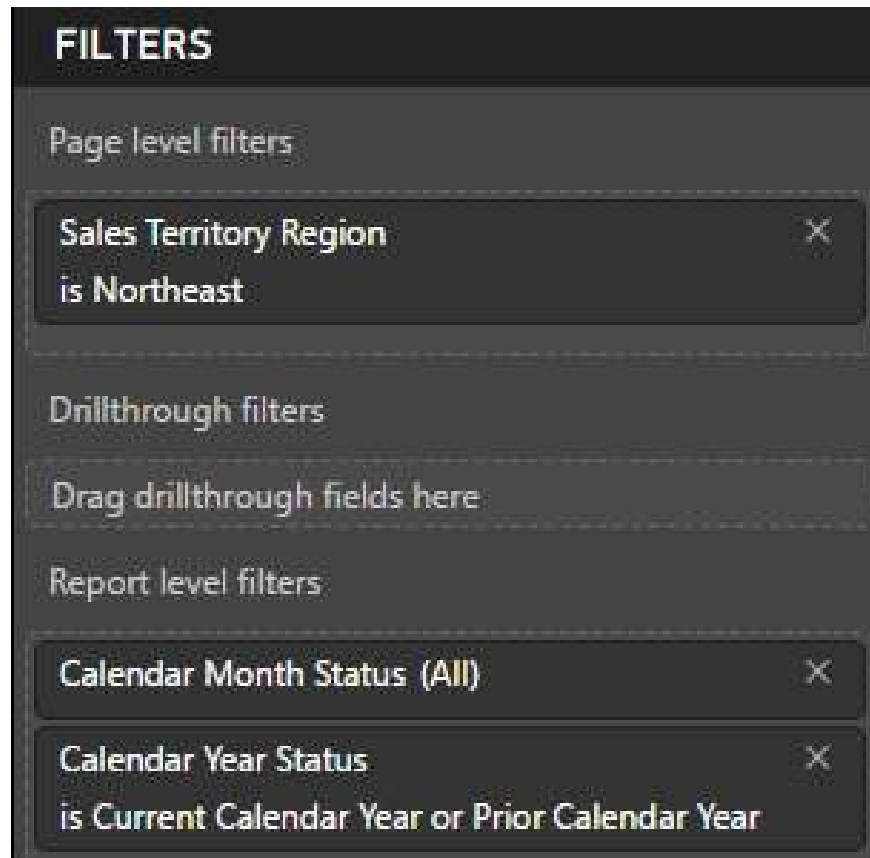 FILTERS
Page level filters
Sales Territory Region
is Northeast
Drillthrough filters
Drag drillthrough fields here
Report level filters
Calendar Month Status (All)
Calendar Year Status
is Current Calendar Year or Prior Calendar Year